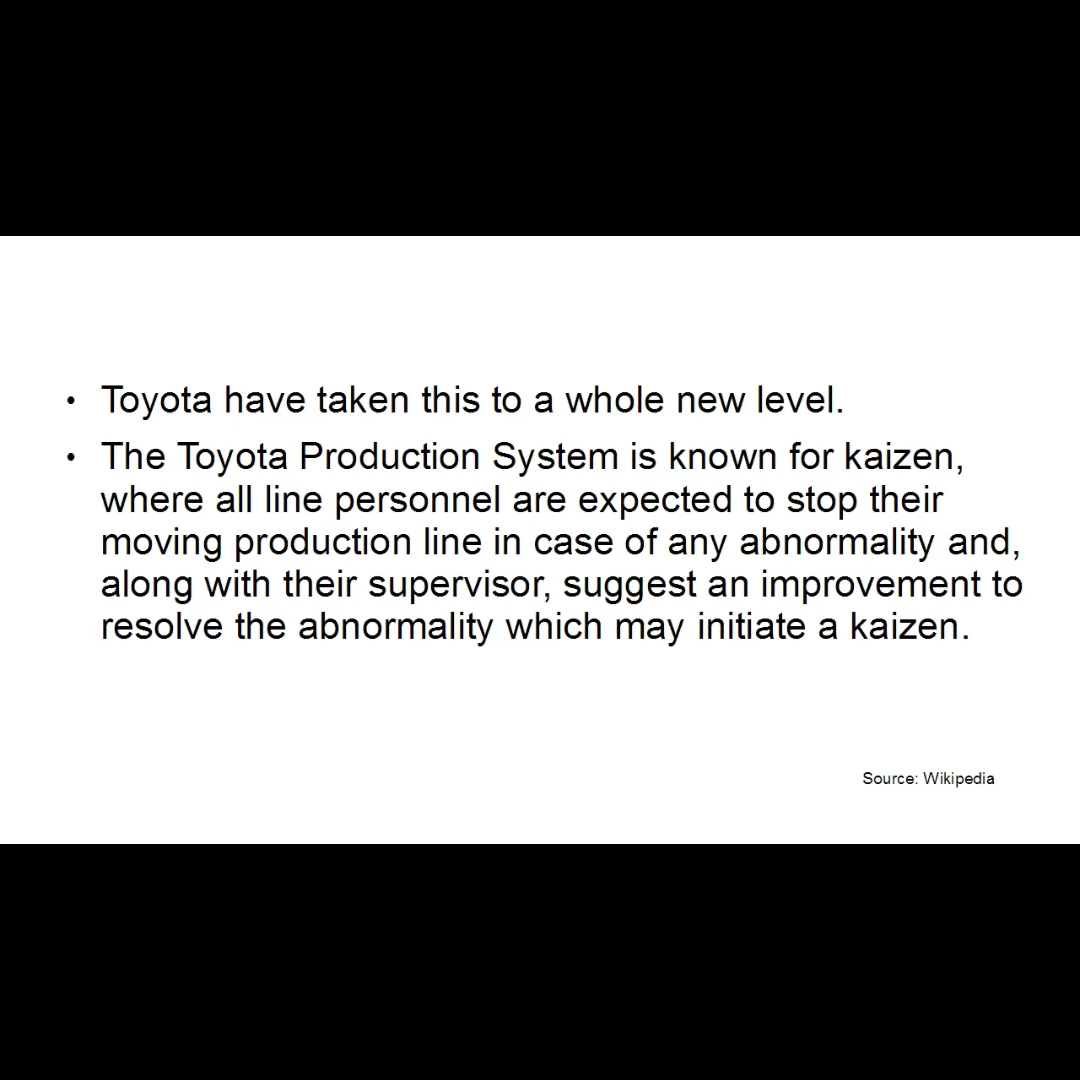 • Toyota have taken this to a whole new level.
• The Toyota Production System is known for kaizen,
where all line personnel are expected to stop their
moving production line in case of any abnormality and,
along with their supervisor, suggest an improvement to
resolve the abnormality which may initiate a kaizen.
Source: Wikipedia